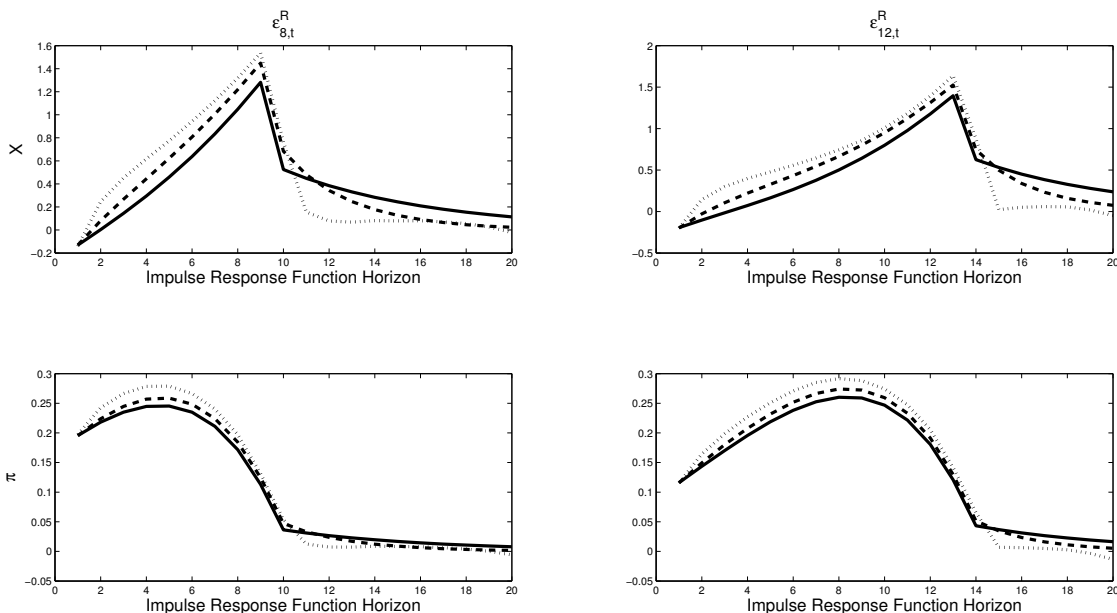 ε^R_{8,t}
1.6
1.4
1.2
1
0.8
0.6
0.4
0.2
0
−0.2
X
0 2 4 6 8 10 12 14 16 18 20
Impulse Response Function Horizon
ε^R_{12,t}
2
1.5
1
0.5
0
−0.5
0 2 4 6 8 10 12 14 16 18 20
Impulse Response Function Horizon
0.3
0.25
0.2
0.15
0.1
0.05
0
−0.05
π
0 2 4 6 8 10 12 14 16 18 20
Impulse Response Function Horizon
0.3
0.25
0.2
0.15
0.1
0.05
0
−0.05
0 2 4 6 8 10 12 14 16 18 20
Impulse Response Function Horizon